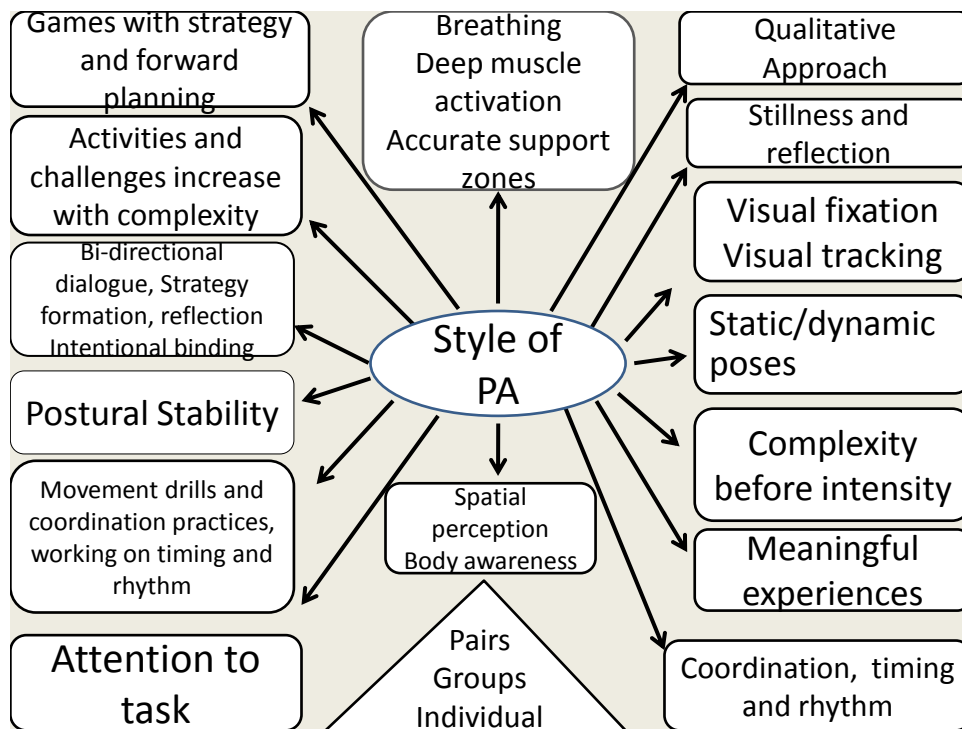 Games with strategy
and forward
planning
Activities and
challenges increase
with complexity
Bi-directional
dialogue, Strategy
formation, reflection
Intentional binding
Postural Stability
Movement drills and
coordination practices,
working on timing and
rhythm
Attention to
task
Breathing
Deep muscle
activation
Accurate support
zones
Style of
PA
Spatial
perception
Body awareness
Pairs
Groups
Individual
Qualitative
Approach
Stillness and
reflection
Visual fixation
Visual tracking
Static/dynamic
poses
Complexity
before intensity
Meaningful
experiences
Coordination, timing
and rhythm